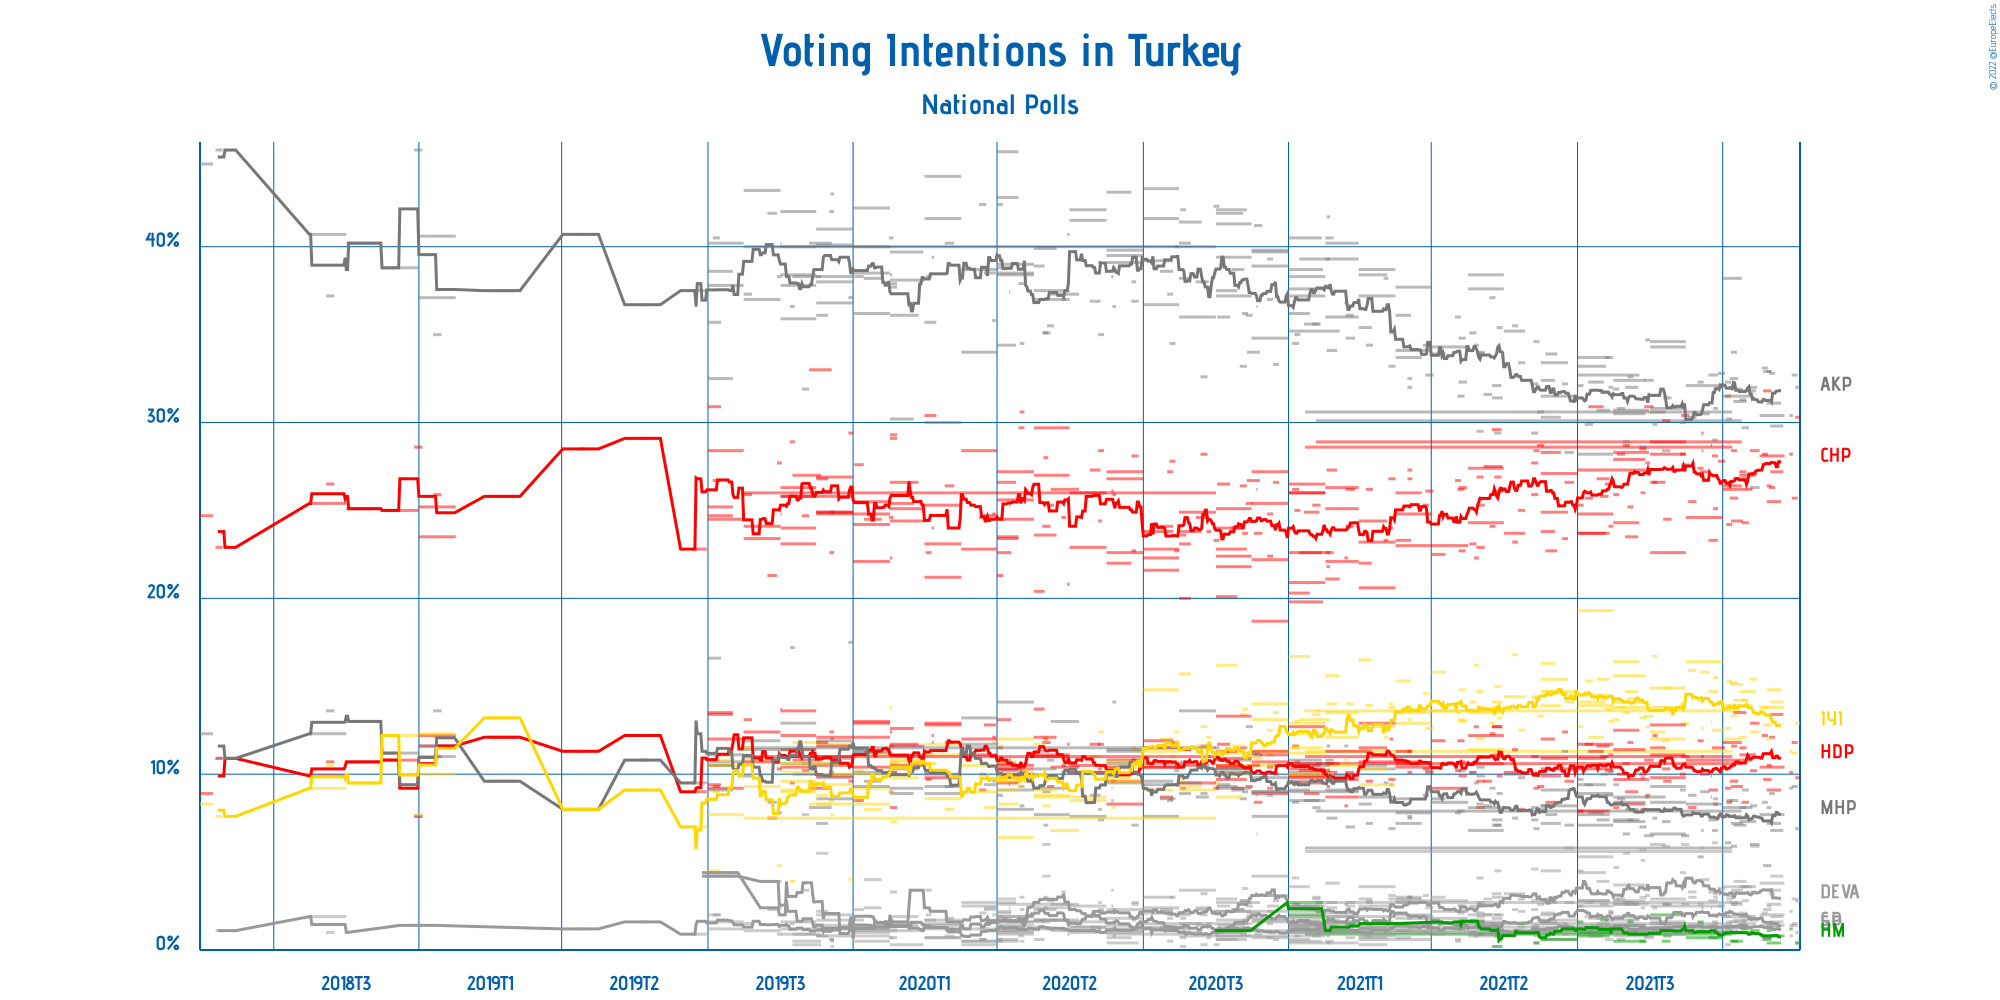 Voting Intentions in Turkey
National Polls
© 2022 @EuropeElects
40%
30%
20%
10%
0%
AKP
CHP
IYI
HDP
MHP
DEVA
HM
2018T3
2019T1
2019T2
2019T3
2020T1
2020T2
2020T3
2021T1
2021T2
2021T3